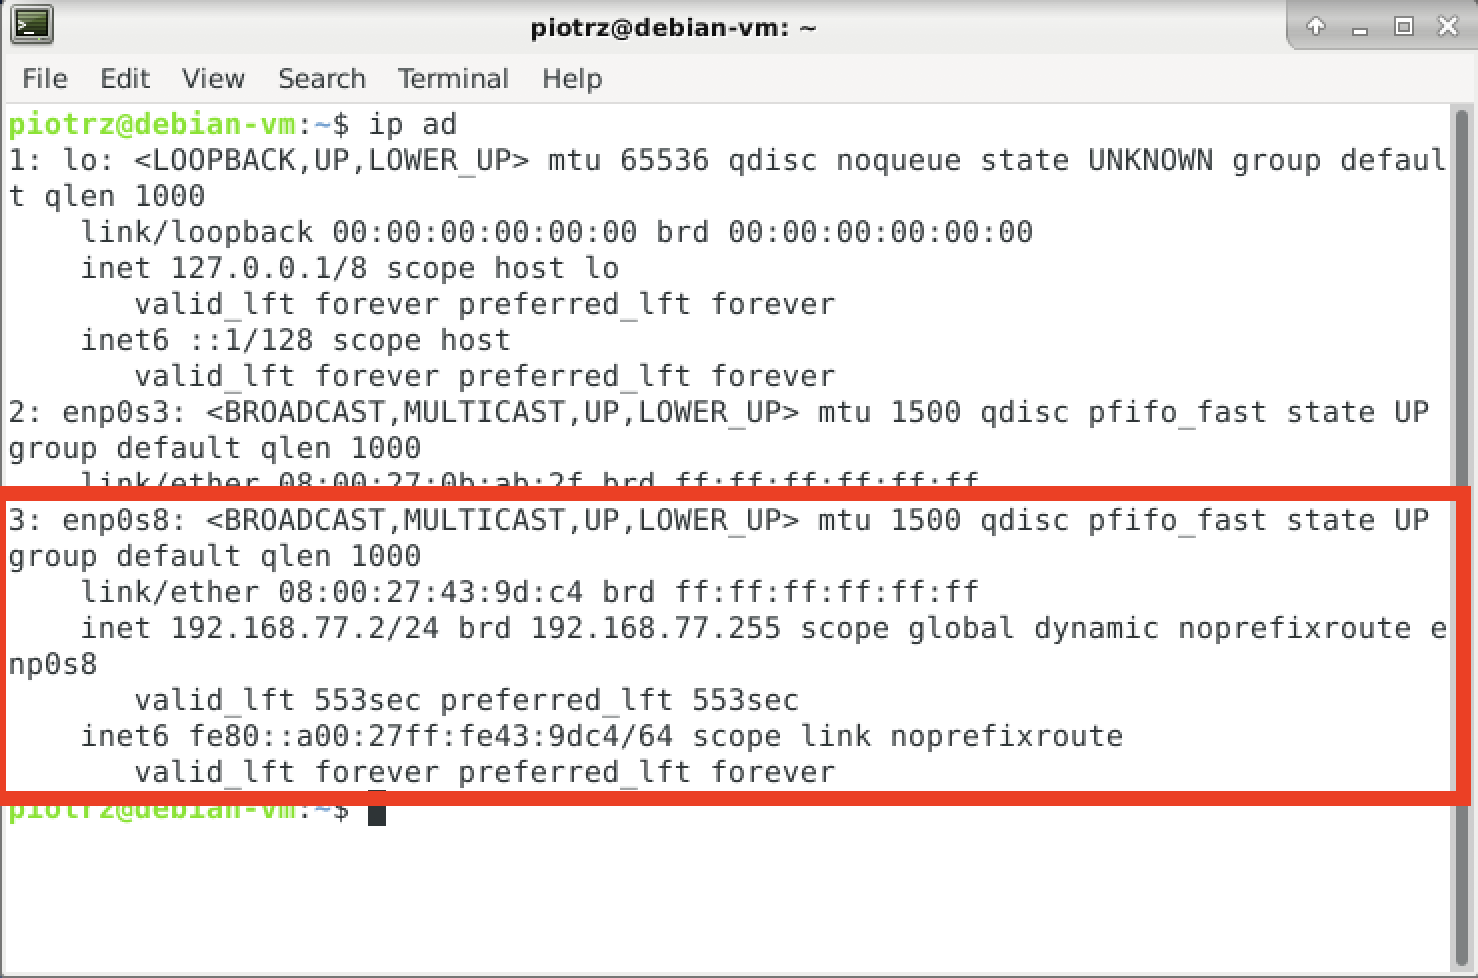 piotrz@debian-vm: ~
File Edit View Search Terminal Help
piotrz@debian-vm:~$ ip ad
1: lo: <LOOPBACK,UP,LOWER_UP> mtu 65536 qdisc noqueue state UNKNOWN group defaul
t qlen 1000
    link/loopback 00:00:00:00:00:00 brd 00:00:00:00:00:00
    inet 127.0.0.1/8 scope host lo
       valid_lft forever preferred_lft forever
    inet6 ::1/128 scope host
       valid_lft forever preferred_lft forever
2: enp0s3: <BROADCAST,MULTICAST,UP,LOWER_UP> mtu 1500 qdisc pfifo_fast state UP
group default qlen 1000
    link/ether 08:00:27:0b:ab:2f brd ff:ff:ff:ff:ff:ff
3: enp0s8: <BROADCAST,MULTICAST,UP,LOWER_UP> mtu 1500 qdisc pfifo_fast state UP
group default qlen 1000
    link/ether 08:00:27:43:9d:c4 brd ff:ff:ff:ff:ff:ff
    inet 192.168.77.2/24 brd 192.168.77.255 scope global dynamic noprefixroute e
np0s8
       valid_lft 553sec preferred_lft 553sec
    inet6 fe80::a00:27ff:fe43:9dc4/64 scope link noprefixroute
       valid_lft forever preferred_lft forever
piotrz@debian-vm:~$